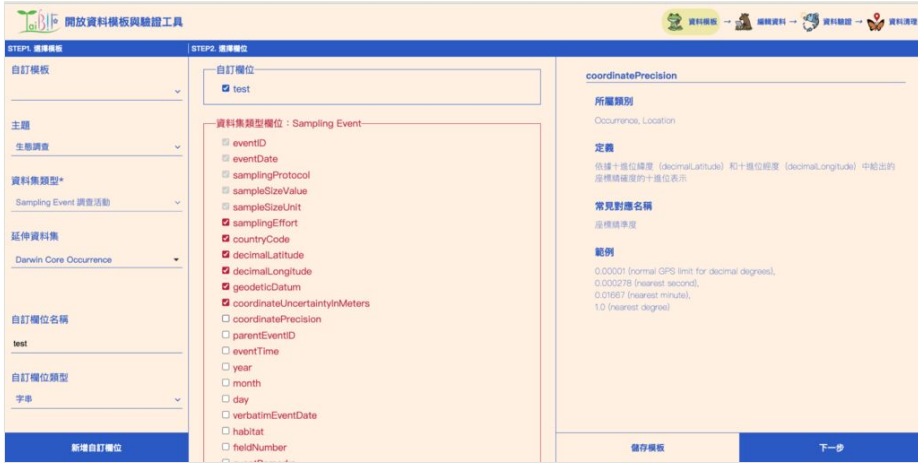 TaiBIF 開放資料模板與驗證工具
資料模板 → 編輯資料 → 資料驗證 → 資料清理
STEP1. 選擇模板
STEP2. 選擇欄位
自訂模板
主題
生態調查
資料集類型*
Sampling Event 調查活動
延伸資料集
Darwin Core Occurrence
自訂欄位名稱
test
自訂欄位類型
字串
新增自訂欄位
自訂欄位
test
資料集類型欄位：Sampling Event
eventID
eventDate
samplingProtocol
sampleSizeValue
sampleSizeUnit
samplingEffort
countryCode
decimalLatitude
decimalLongitude
geodeticDatum
coordinateUncertaintyInMeters
coordinatePrecision
parentEventID
eventTime
year
month
day
verbatimEventDate
habitat
fieldNumber
coordinatePrecision
所屬類別
Occurrence, Location
定義
依據十進位緯度（decimalLatitude）和十進位經度（decimalLongitude）中給出的
座標精確度的十進位表示
常見對應名稱
座標精準度
範例
0.00001 (normal GPS limit for decimal degrees),
0.000278 (nearest second),
0.01667 (nearest minute),
1.0 (nearest degree)
儲存模板
下一步